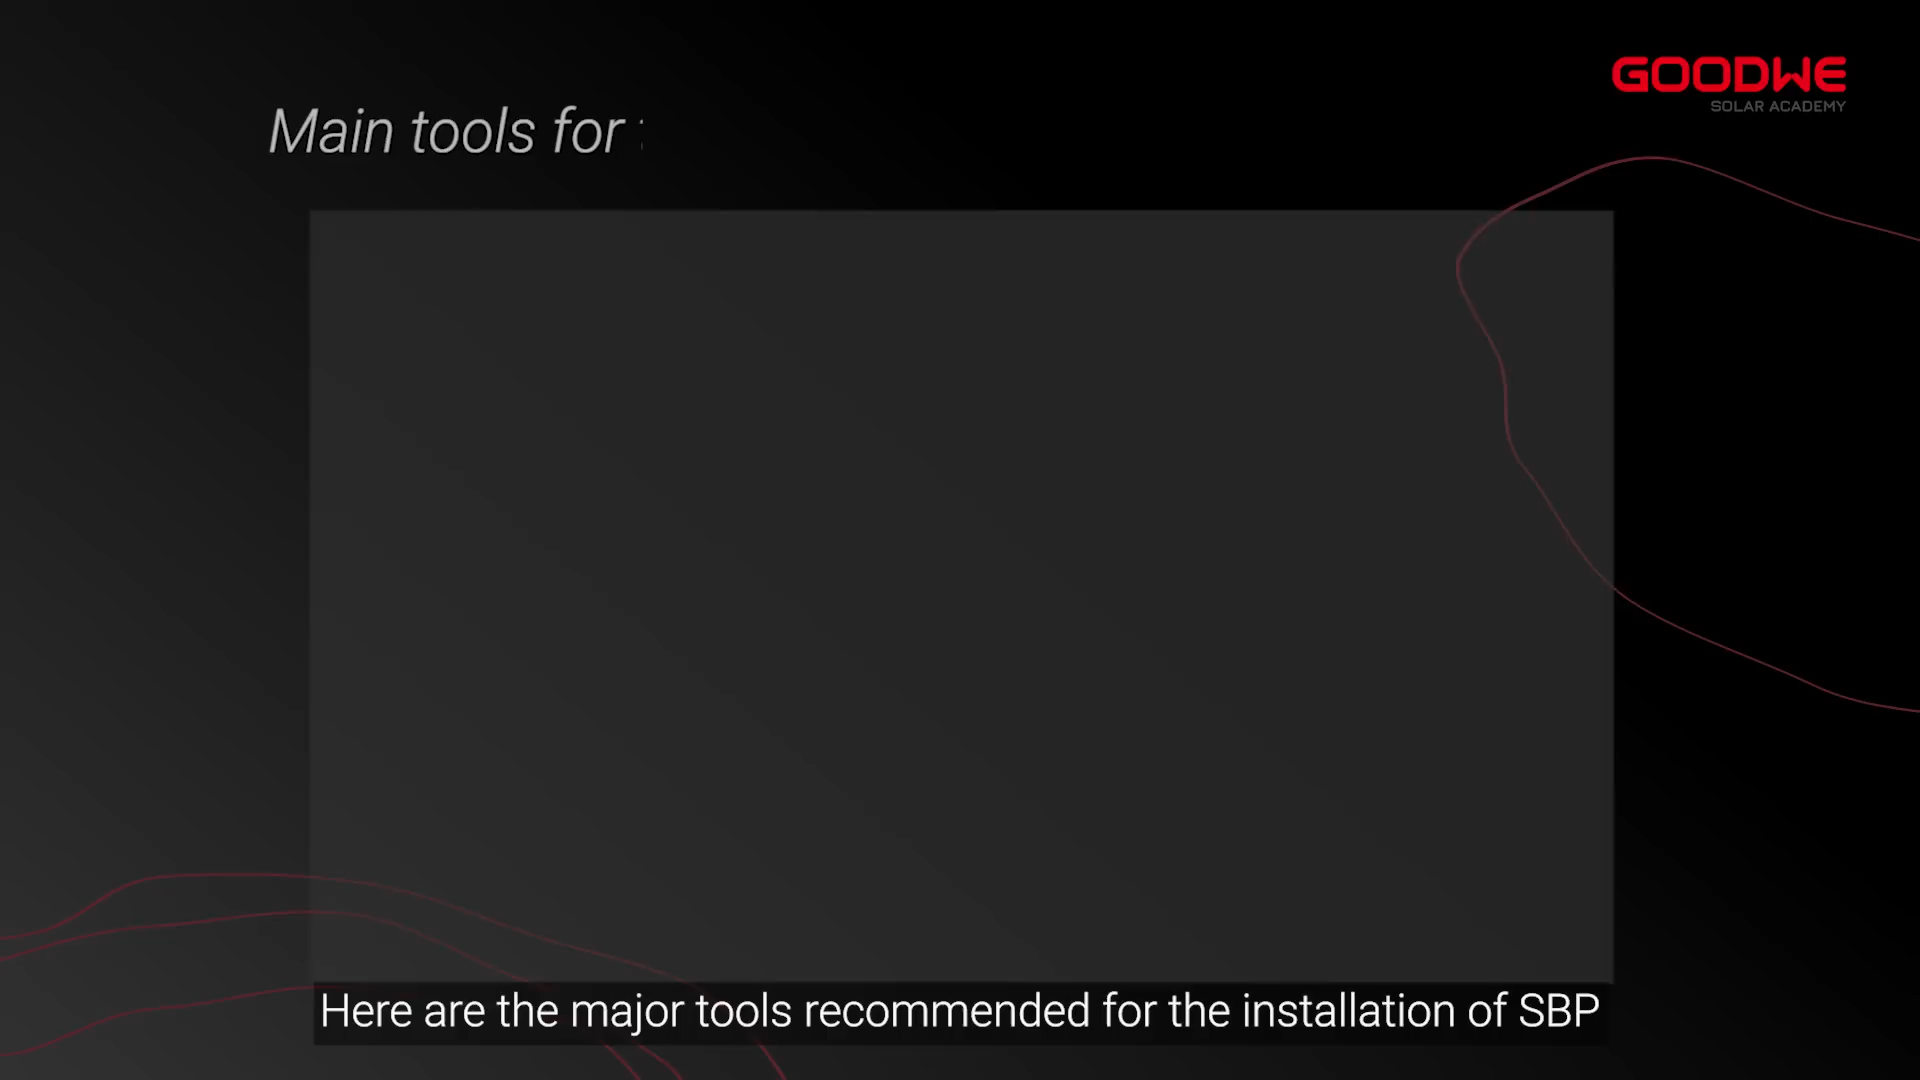 GOODWE
SOLAR ACADEMY
Main tools for
Here are the major tools recommended for the installation of SBP